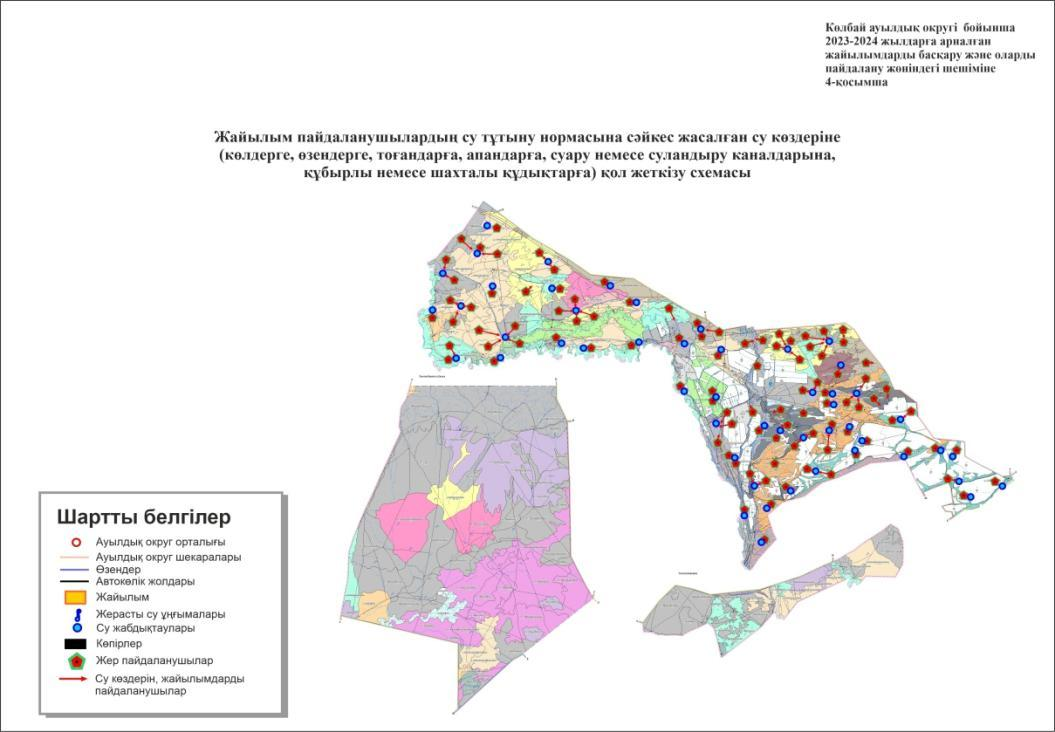 Көлбай ауылдық округі бойынша
2023-2024 жылдарға арналған
жайылымдарды басқару және оларды
пайдалану жөніндегі шешіміне
4-қосымша
Жайылым пайдаланушылардың су тұтыну нормасына сәйкес жасалған су көздеріне
(көлдерге, өзендерге, тоғандарға, апандарға, суару немесе суландыру каналдарына,
құбырлы немесе шахталы құдықтарға) қол жеткізу схемасы
Шартты белгілер
Ауылдық округ орталығы
Ауылдық округ шекаралары
Өзендер
Автокөлік жолдары
Жайылым
Жерасты су ұңғымалары
Су жабдықтаулары
Көпірлер
Жер пайдаланушылар
Су көздерін, жайылымдарды
пайдаланушылар